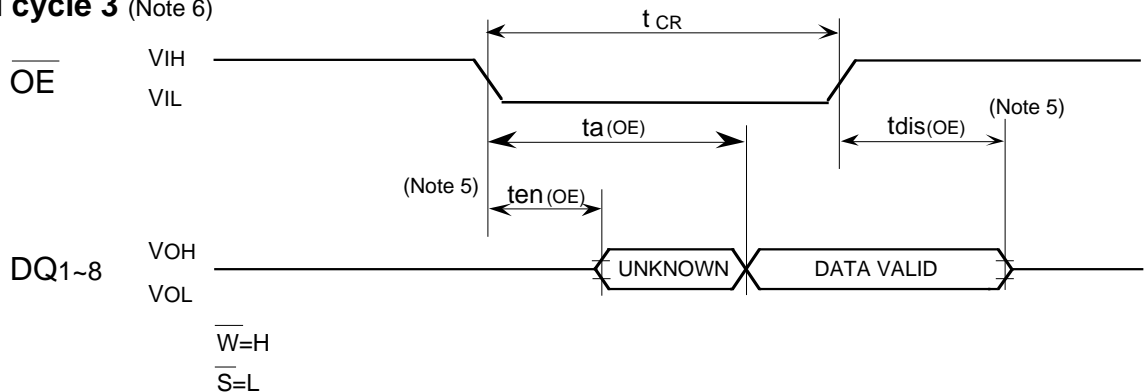 cycle 3 (Note 6)
t CR
OE
VIH
VIL
(Note 5)
ta(OE)
tdis(OE)
(Note 5)
ten(OE)
DQ1~8
VOH
VOL
UNKNOWN
DATA VALID
W=H
S=L